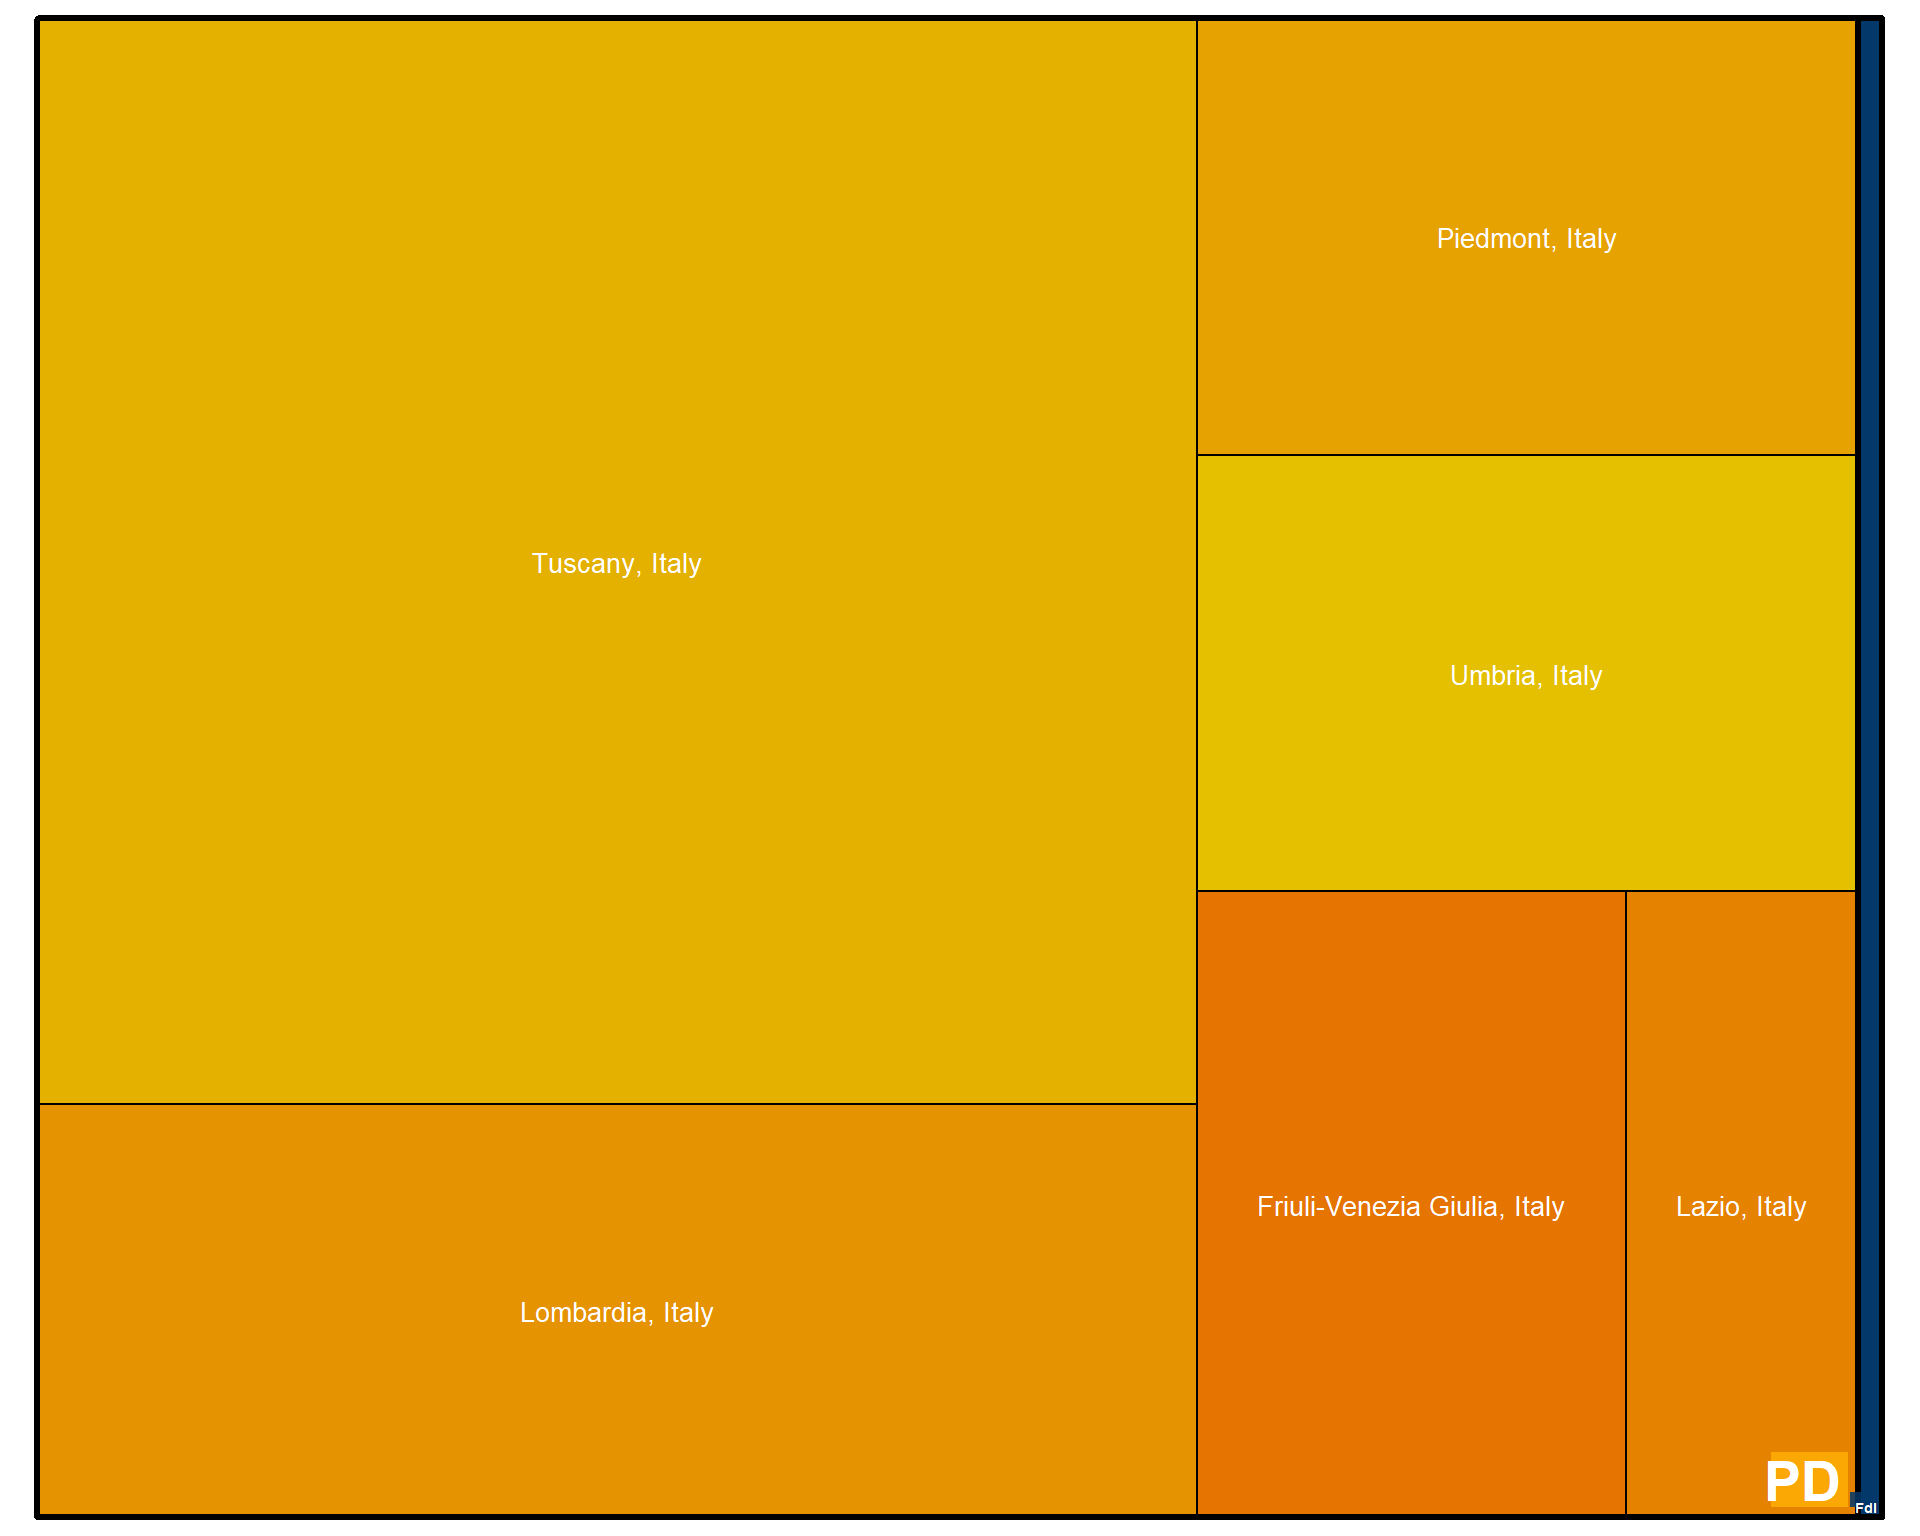 Tuscany, Italy
Piedmont, Italy
Umbria, Italy
Lombardia, Italy
Friuli-Venezia Giulia, Italy
Lazio, Italy
PD
FdI